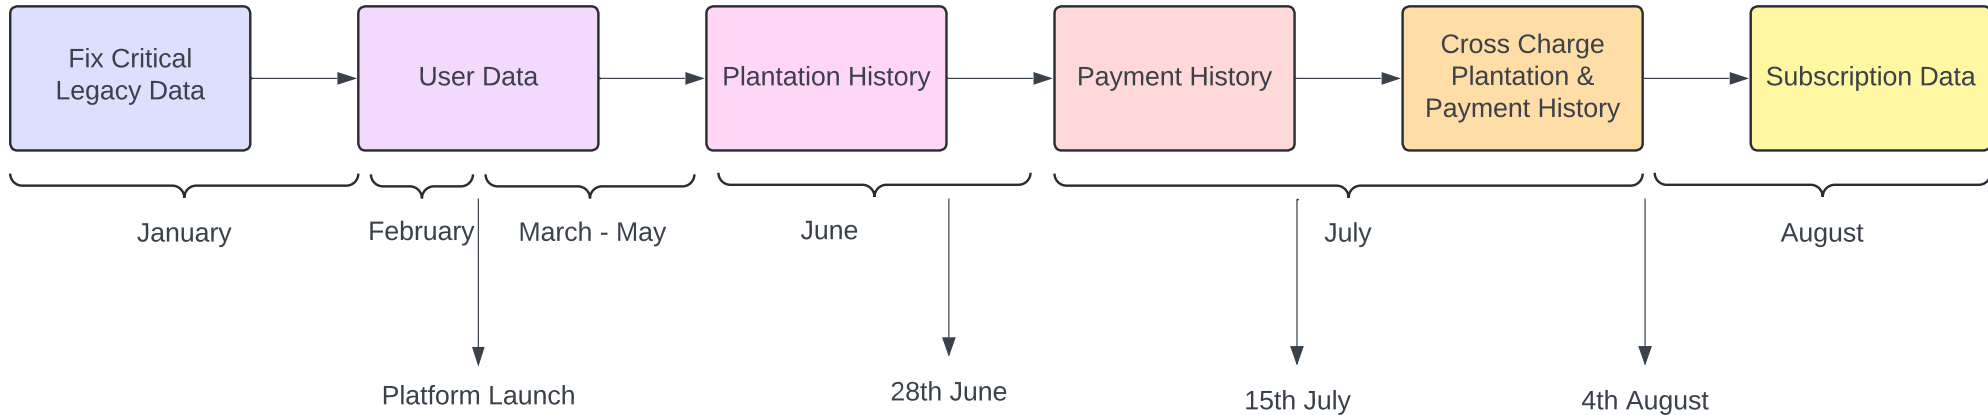 Fix Critical
Legacy Data
User Data
Plantation History
Payment History
Cross Charge
Plantation &
Payment History
Subscription Data
January
February
March - May
June
July
August
Platform Launch
28th June
15th July
4th August